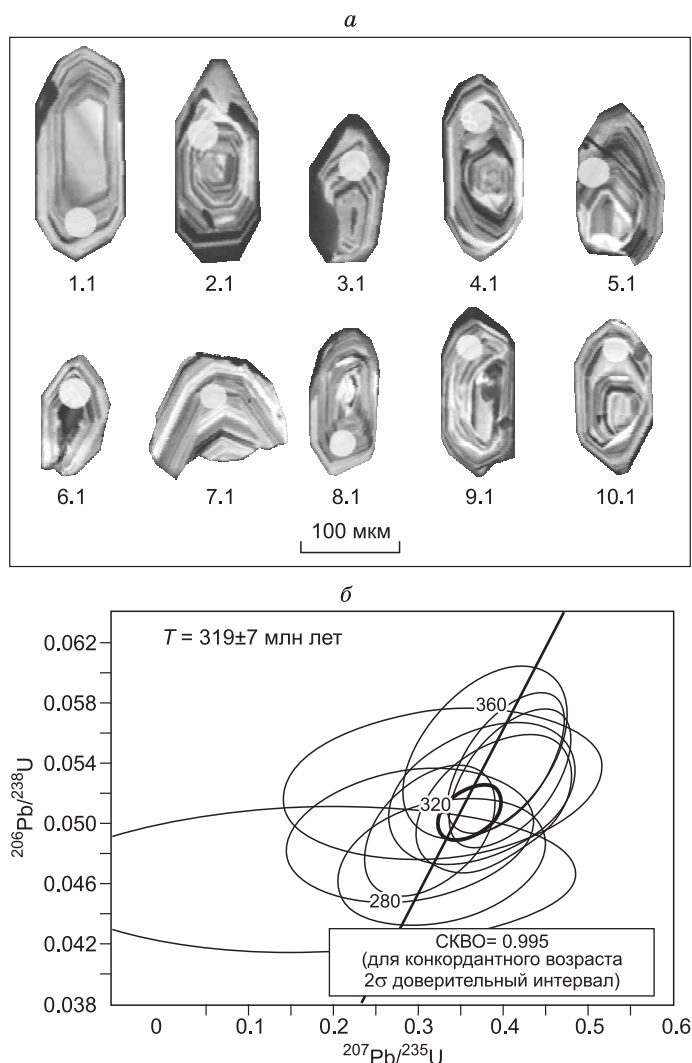 а
1.1 2.1 3.1 4.1 5.1
6.1 7.1 8.1 9.1 10.1
100 мкм
б
T = 319±7 млн лет
0.062
0.058
0.054
0.050
0.046
0.042
0.038
²⁰⁶Pb/²³⁸U
360
320
280
СКВО= 0.995
(для конкордантного возраста
2σ доверительный интервал)
0 0.1 0.2 0.3 0.4 0.5 0.6
²⁰⁷Pb/²³⁵U